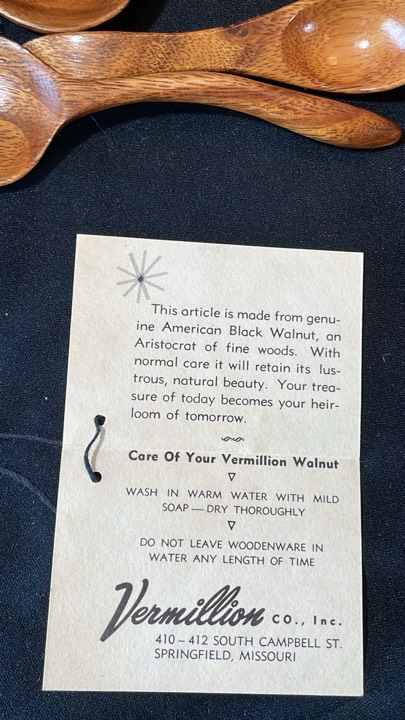 This article is made from genu-
ine American Black Walnut, an
Aristocrat of fine woods. With
normal care it will retain its lus-
trous, natural beauty. Your trea-
sure of today becomes your heir-
loom of tomorrow.
Care Of Your Vermillion Walnut
WASH IN WARM WATER WITH MILD
SOAP — DRY THOROUGHLY
DO NOT LEAVE WOODENWARE IN
WATER ANY LENGTH OF TIME
Vermillion CO., Inc.
410 – 412 SOUTH CAMPBELL ST.
SPRINGFIELD, MISSOURI